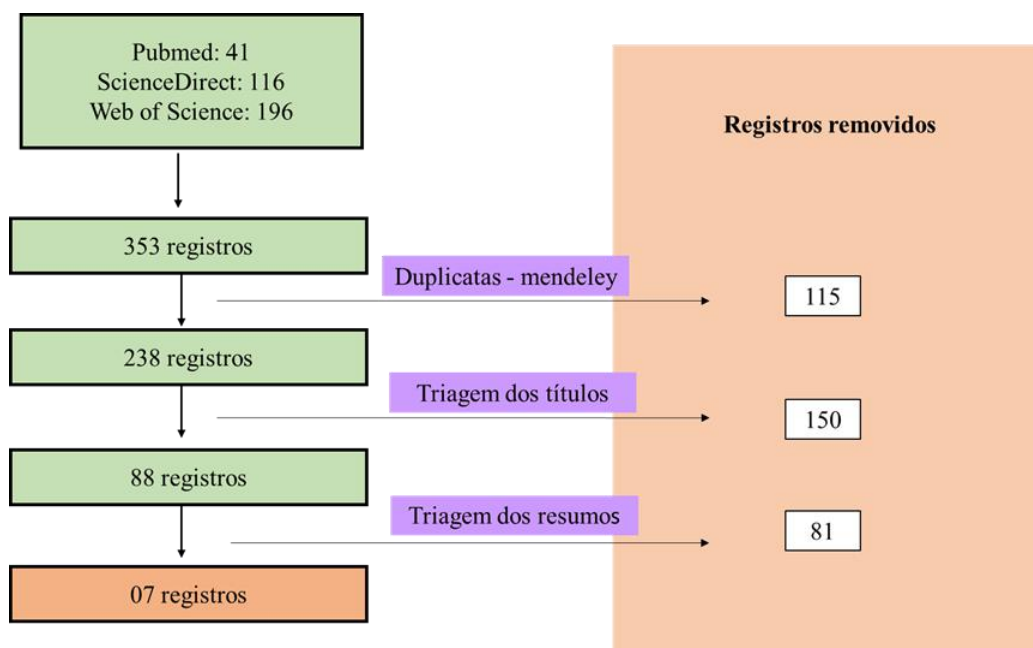 Pubmed: 41
ScienceDirect: 116
Web of Science: 196
Registros removidos
353 registros
Duplicatas - mendeley
115
238 registros
Triagem dos títulos
150
88 registros
Triagem dos resumos
81
07 registros